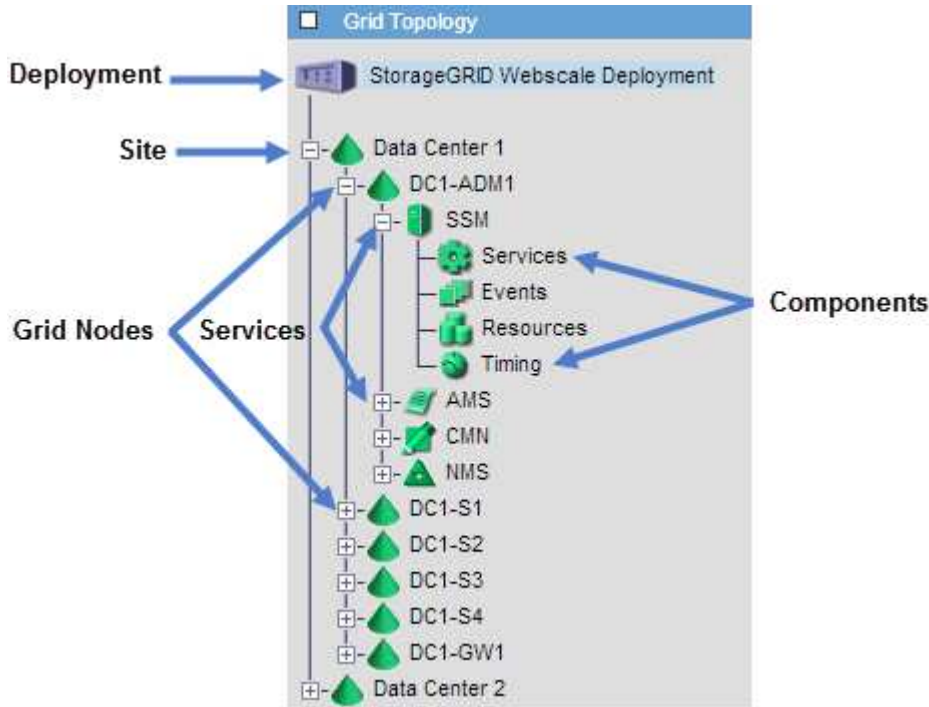 Grid Topology
Deployment
StorageGRID Webscale Deployment
Site
Data Center 1
DC1-ADM1
SSM
Services
Events
Components
Grid Nodes
Services
Resources
Timing
AMS
CMN
NMS
DC1-S1
DC1-S2
DC1-S3
DC1-S4
DC1-GW1
Data Center 2